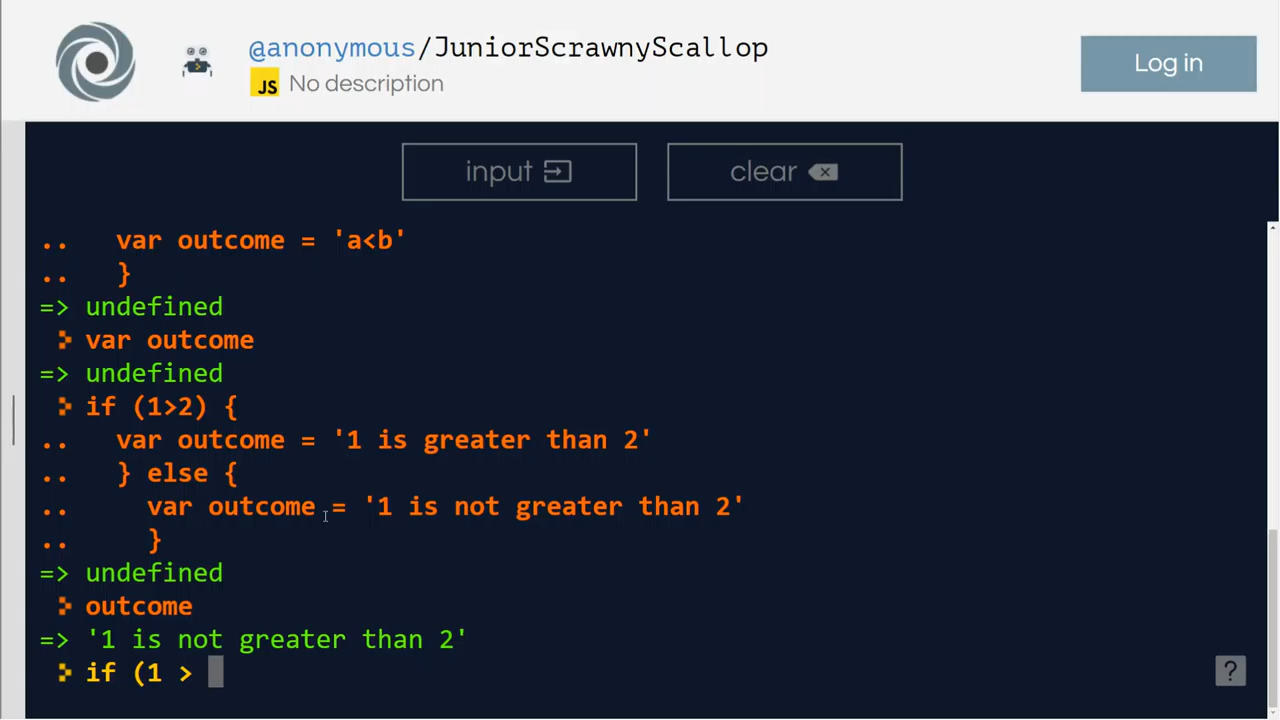 @anonymous/JuniorScrawnyScallop
Log in
JS No description
input
clear
.. var outcome = 'a<b'
.. }
=> undefined
var outcome
=> undefined
if (1>2) {
.. var outcome = '1 is greater than 2'
.. } else {
.. var outcome = '1 is not greater than 2'
.. }
=> undefined
outcome
=> '1 is not greater than 2'
if (1 >
?